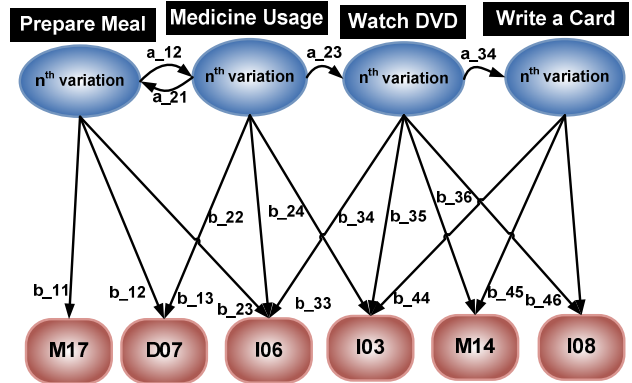 Prepare Meal
Medicine Usage
Watch DVD
Write a Card
a_12
a_23
a_34
nth variation
nth variation
nth variation
nth variation
a_21
b_22
b_24
b_34
b_35
b_36
b_11
b_12
b_13
b_23
b_33
b_44
b_45
b_46
M17
D07
I06
I03
M14
I08